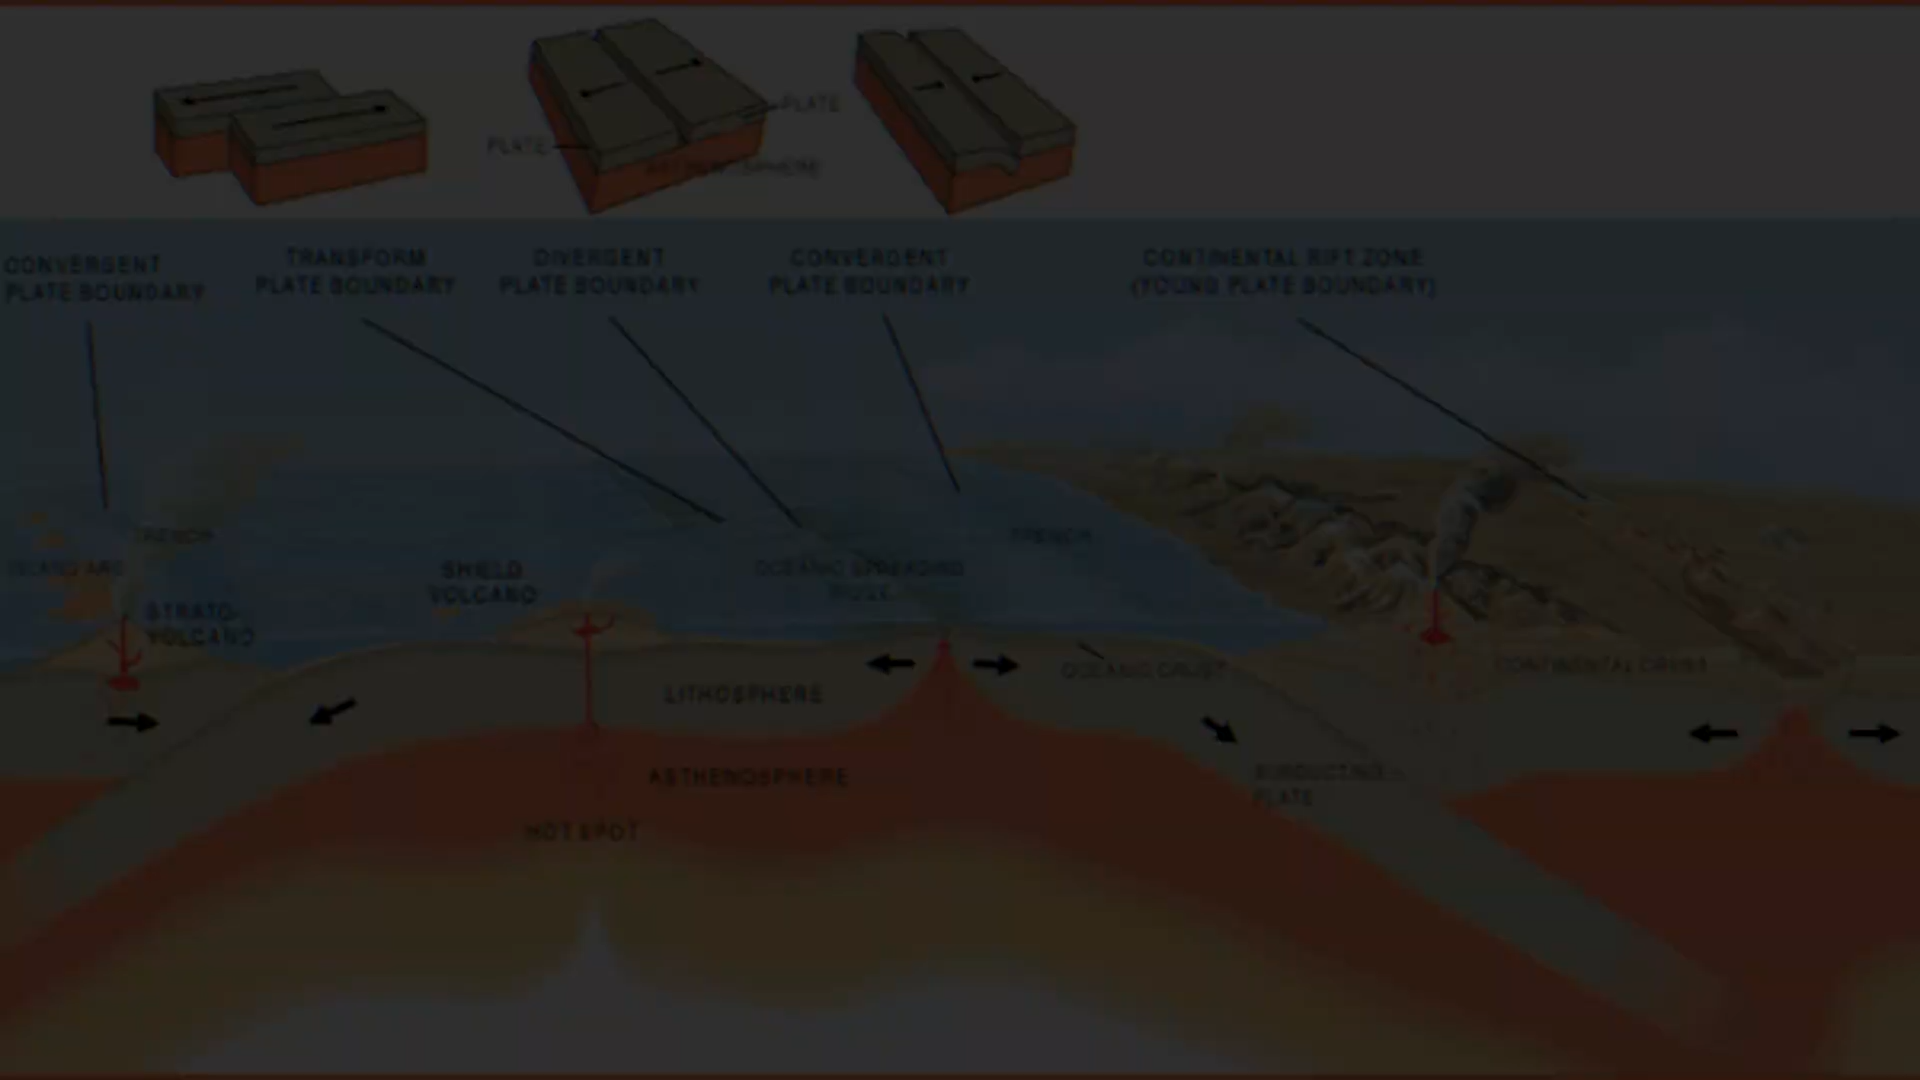 PLATE
PLATE
ASTHENOSPHERE
CONVERGENT
PLATE BOUNDARY
TRANSFORM
PLATE BOUNDARY
DIVERGENT
PLATE BOUNDARY
CONVERGENT
PLATE BOUNDARY
CONTINENTAL RIFT ZONE
(YOUNG PLATE BOUNDARY)
TRENCH
ISLAND ARC
STRATO-
VOLCANO
SHIELD
VOLCANO
OCEANIC SPREADING
RIDGE
TRENCH
LITHOSPHERE
OCEANIC CRUST
CONTINENTAL CRUST
ASTHENOSPHERE
SUBDUCTING
PLATE
HOT SPOT